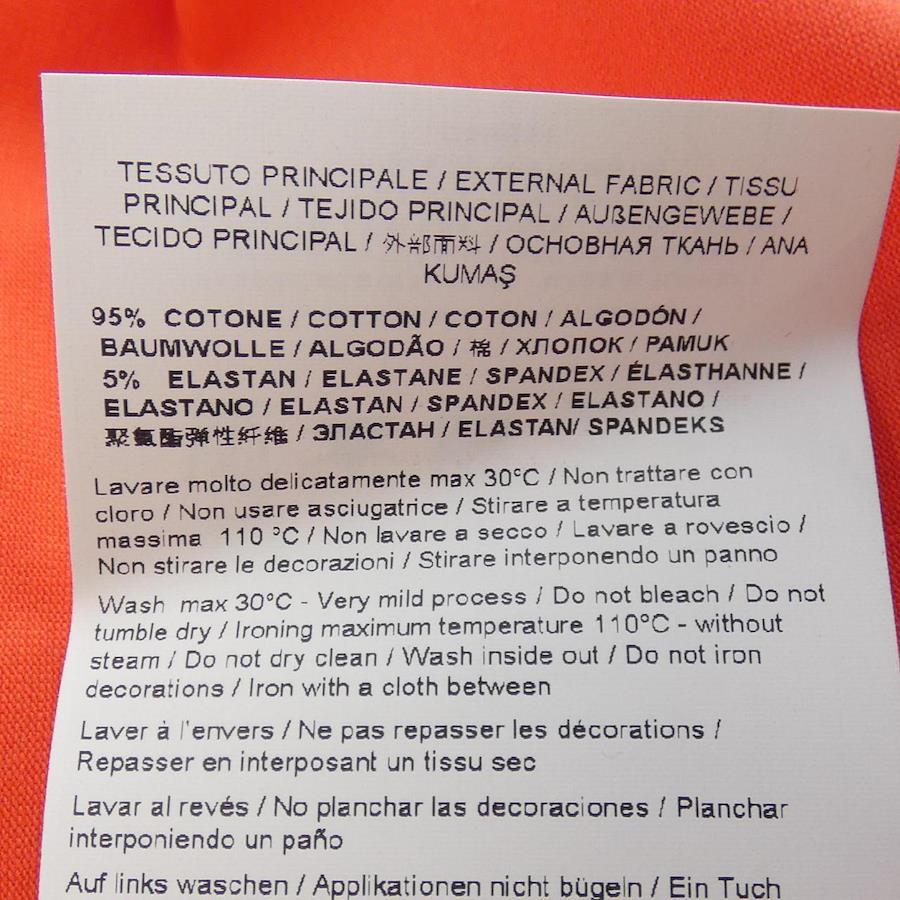 TESSUTO PRINCIPALE / EXTERNAL FABRIC / TISSU
PRINCIPAL / TEJIDO PRINCIPAL / AUßENGEWEBE /
TECIDO PRINCIPAL / 外部面料 / ОСНОВНАЯ ТКАНЬ / ANA
KUMAŞ
95% COTONE / COTTON / COTON / ALGODÓN /
BAUMWOLLE / ALGODÃO / 棉 / ХЛОПОК / PAMUK
5% ELASTAN / ELASTANE / SPANDEX / ÉLASTHANNE /
ELASTANO / ELASTAN / SPANDEX / ELASTANO /
聚氨酯弹性纤维 / ЭЛАСТАН / ELASTAN/ SPANDEKS
Lavare molto delicatamente max 30°C / Non trattare con
cloro / Non usare asciugatrice / Stirare a temperatura
massima 110 °C / Non lavare a secco / Lavare a rovescio /
Non stirare le decorazioni / Stirare interponendo un panno
Wash max 30°C - Very mild process / Do not bleach / Do not
tumble dry / Ironing maximum temperature 110°C - without
steam / Do not dry clean / Wash inside out / Do not iron
decorations / Iron with a cloth between
Laver à l'envers / Ne pas repasser les décorations /
Repasser en interposant un tissu sec
Lavar al revés / No planchar las decoraciones / Planchar
interponiendo un paño
Auf links waschen / Applikationen nicht bügeln / Ein Tuch